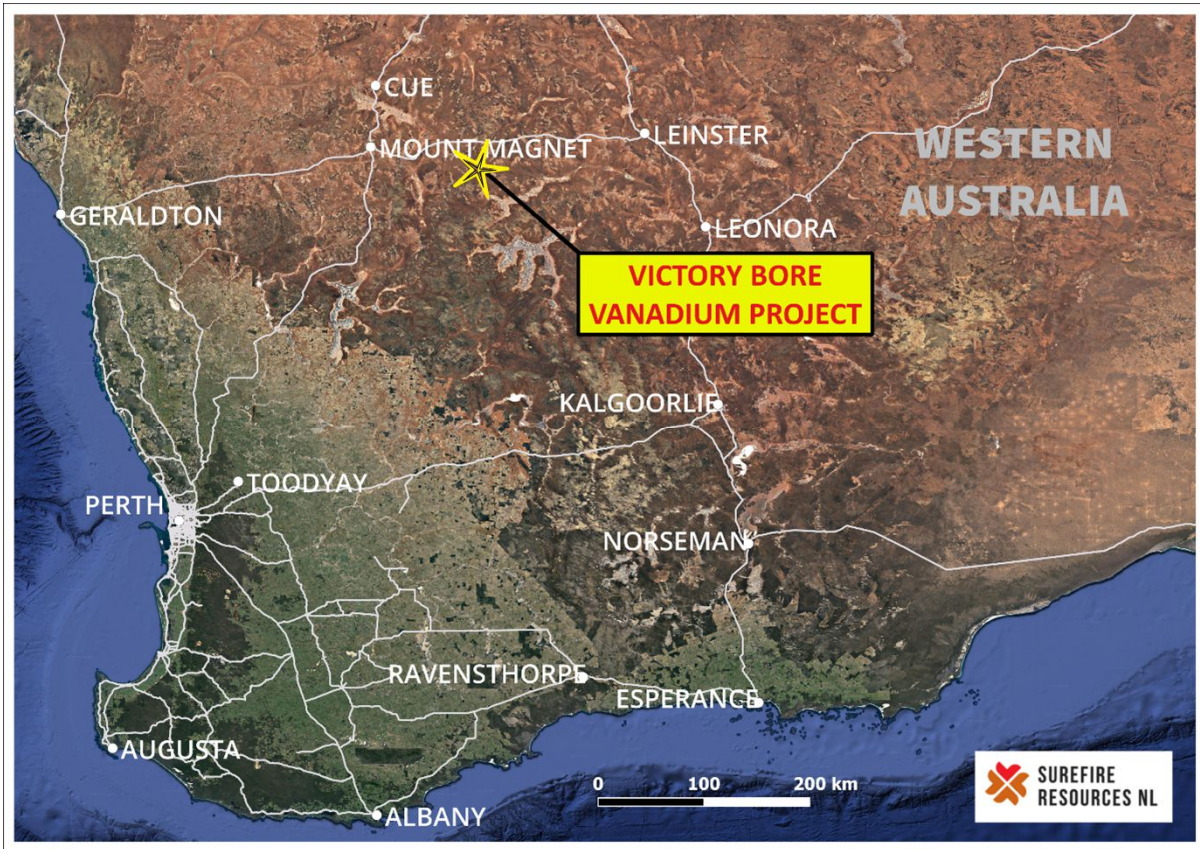 CUE
MOUNT MAGNET
LEINSTER
WESTERN
AUSTRALIA
GERALDTON
LEONORA
VICTORY BORE
VANADIUM PROJECT
KALGOORLIE
TOODYAY
PERTH
NORSEMAN
RAVENSTHORPE
ESPERANCE
AUGUSTA
ALBANY
0 100 200 km
SUREFIRE
RESOURCES NL